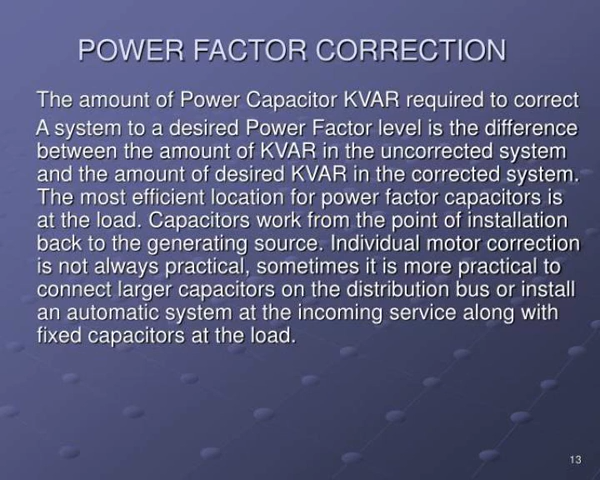 POWER FACTOR CORRECTION
The amount of Power Capacitor KVAR required to correct
A system to a desired Power Factor level is the difference
between the amount of KVAR in the uncorrected system
and the amount of desired KVAR in the corrected system.
The most efficient location for power factor capacitors is
at the load. Capacitors work from the point of installation
back to the generating source. Individual motor correction
is not always practical, sometimes it is more practical to
connect larger capacitors on the distribution bus or install
an automatic system at the incoming service along with
fixed capacitors at the load.
13